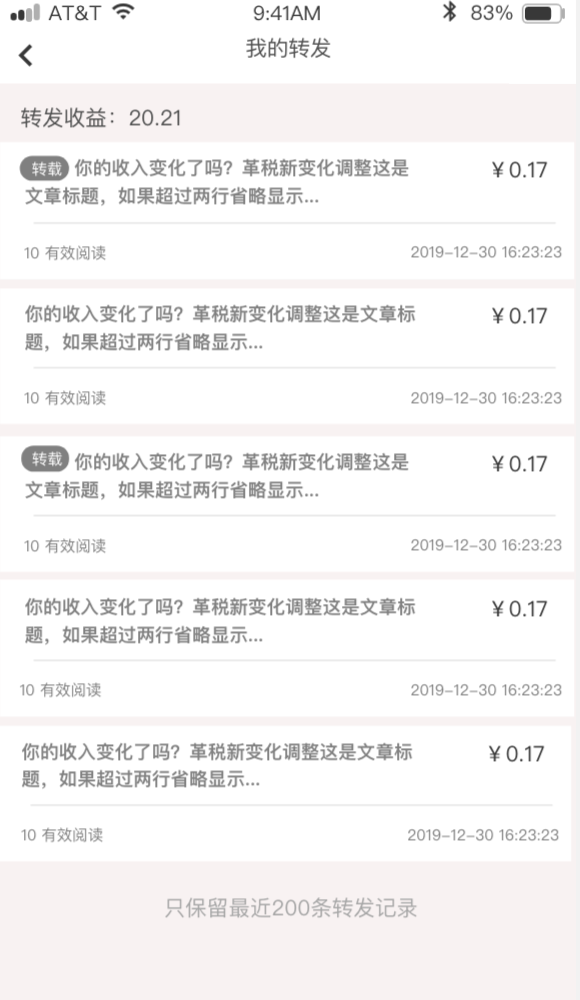 AT&T 9:41AM 83%
我的转发
转发收益：20.21
转载 你的收入变化了吗？革税新变化调整这是 ￥0.17
文章标题，如果超过两行省略显示...
10 有效阅读 2019-12-30 16:23:23
你的收入变化了吗？革税新变化调整这是文章标 ￥0.17
题，如果超过两行省略显示...
10 有效阅读 2019-12-30 16:23:23
转载 你的收入变化了吗？革税新变化调整这是 ￥0.17
文章标题，如果超过两行省略显示...
10 有效阅读 2019-12-30 16:23:23
你的收入变化了吗？革税新变化调整这是文章标 ￥0.17
题，如果超过两行省略显示...
10 有效阅读 2019-12-30 16:23:23
你的收入变化了吗？革税新变化调整这是文章标 ￥0.17
题，如果超过两行省略显示...
10 有效阅读 2019-12-30 16:23:23
只保留最近200条转发记录